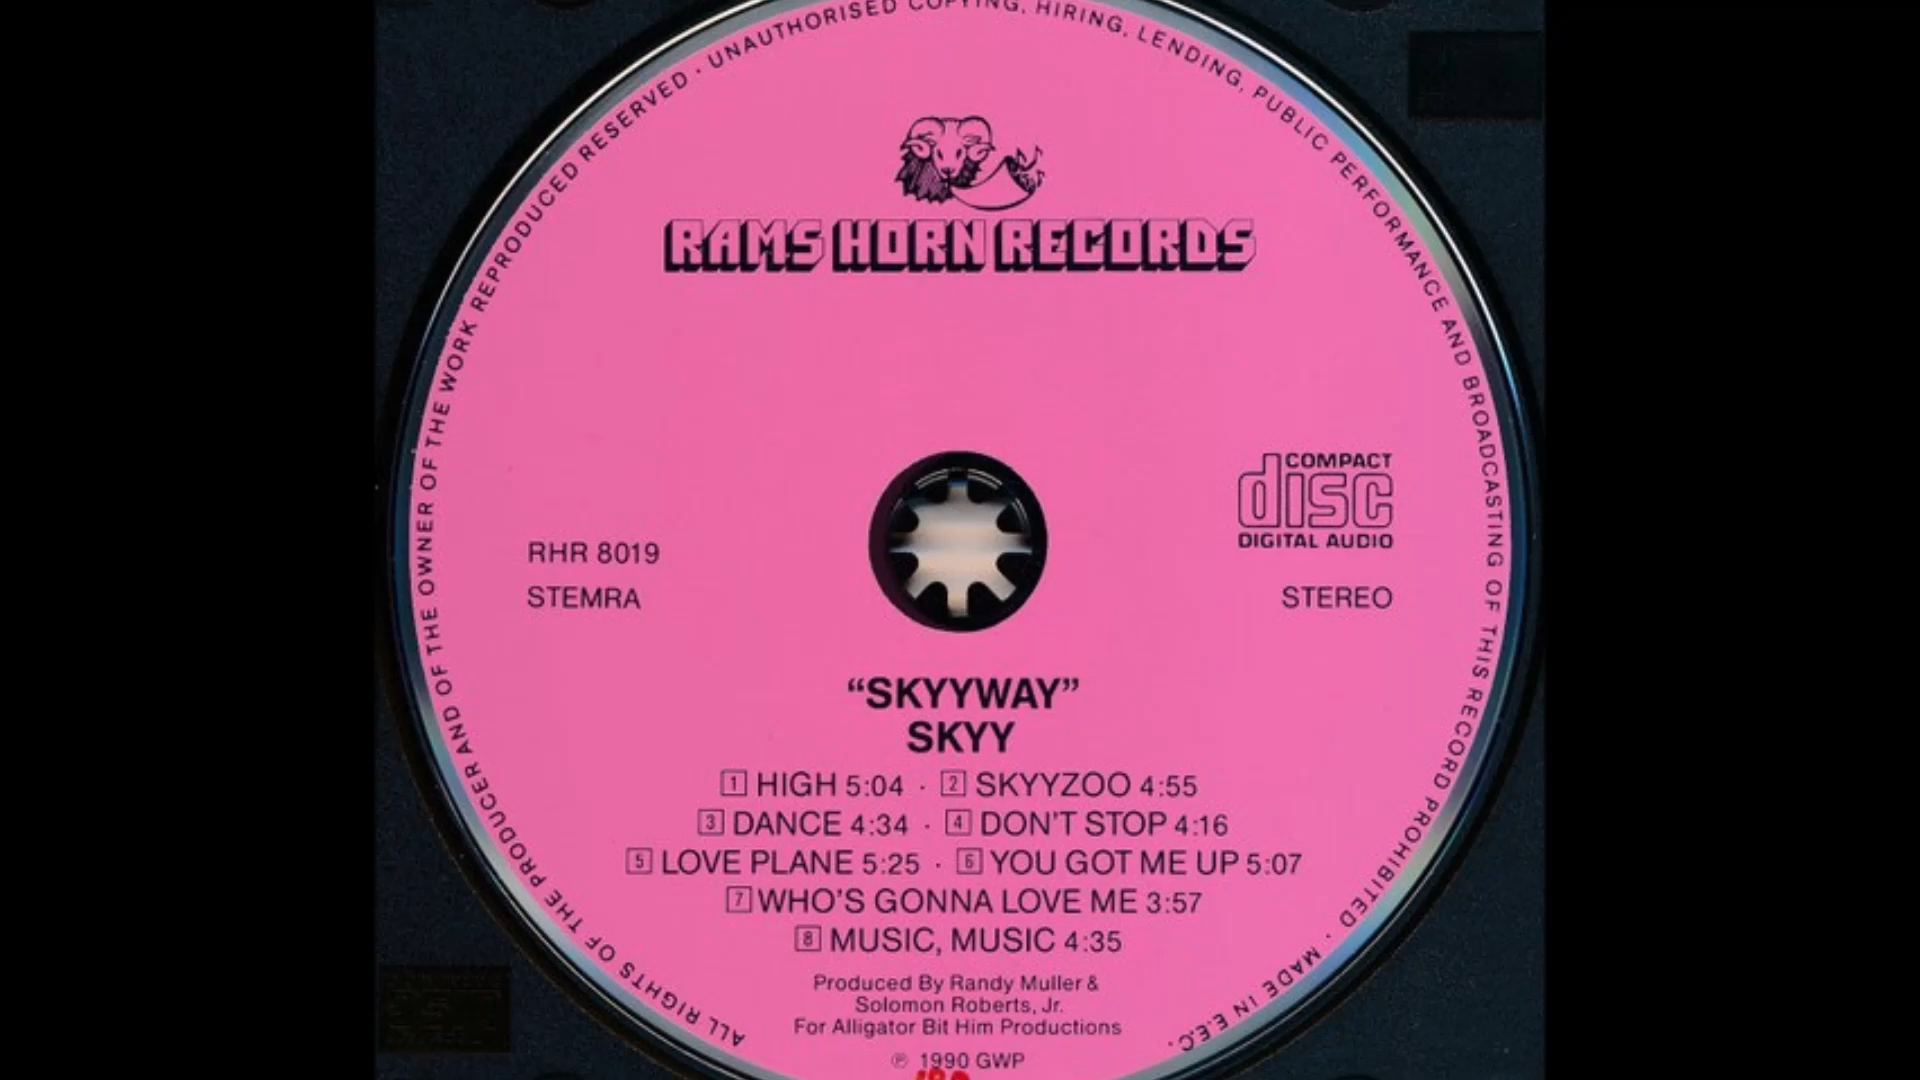 ALL RIGHTS OF THE PRODUCER AND OF THE OWNER OF THE WORK REPRODUCED RESERVED · UNAUTHORISED COPYING, HIRING, LENDING, PUBLIC PERFORMANCE AND BROADCASTING OF THIS RECORD PROHIBITED · MADE IN E.E.C.
RAMS HORN RECORDS
COMPACT
disc
DIGITAL AUDIO
RHR 8019
STEMRA
STEREO
“SKYYWAY”
SKYY
1 HIGH 5:04 · 2 SKYYZOO 4:55
3 DANCE 4:34 · 4 DON'T STOP 4:16
5 LOVE PLANE 5:25 · 6 YOU GOT ME UP 5:07
7 WHO'S GONNA LOVE ME 3:57
8 MUSIC, MUSIC 4:35
Produced By Randy Muller &
Solomon Roberts, Jr.
For Alligator Bit Him Productions
℗ 1990 GWP